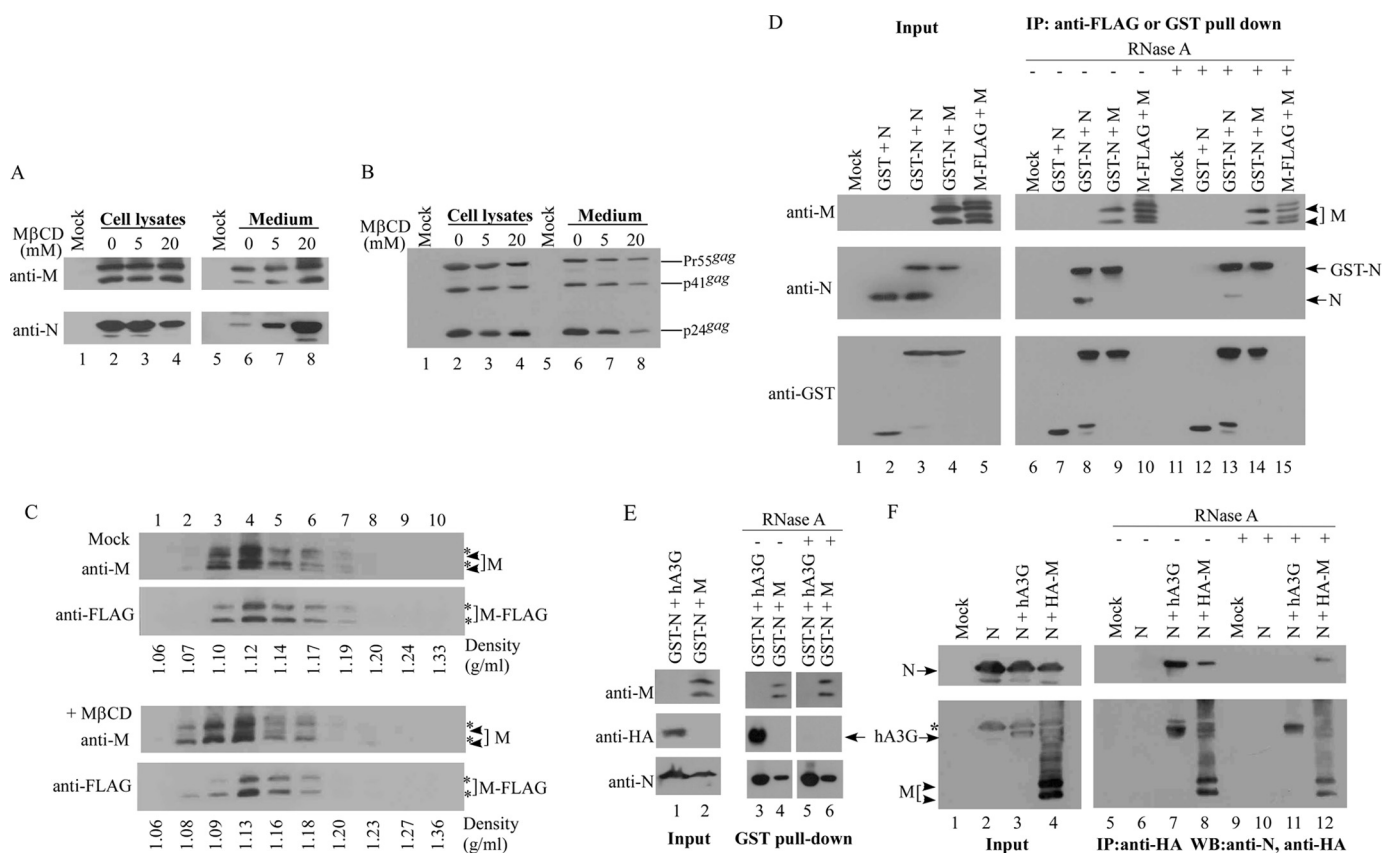 A
MβCD
(mM)
Mock
Cell lysates
0 5 20
Mock
Medium
0 5 20
anti-M
anti-N
1 2 3 4 5 6 7 8
B
MβCD
(mM)
Mock
Cell lysates
0 5 20
Mock
Medium
0 5 20
Pr55gag
p41gag
p24gag
1 2 3 4 5 6 7 8
C
1 2 3 4 5 6 7 8 9 10
Mock
anti-M
* * M
anti-FLAG
* * M-FLAG
Density
(g/ml)
1.06 1.07 1.10 1.12 1.14 1.17 1.19 1.20 1.24 1.33
+ MβCD
anti-M
* * M
anti-FLAG
* * M-FLAG
Density
(g/ml)
1.06 1.08 1.09 1.13 1.16 1.18 1.20 1.23 1.27 1.36
D
Input
IP: anti-FLAG or GST pull down
RNase A
- - - - - + + + + +
Mock
GST + N
GST-N + N
GST-N + M
M-FLAG + M
Mock
GST + N
GST-N + N
GST-N + M
M-FLAG + M
Mock
GST + N
GST-N + N
GST-N + M
M-FLAG + M
anti-M
M
anti-N
GST-N
N
anti-GST
1 2 3 4 5 6 7 8 9 10 11 12 13 14 15
E
RNase A
- - + +
GST-N + hA3G
GST-N + M
GST-N + hA3G
GST-N + M
GST-N + hA3G
GST-N + M
anti-M
anti-HA
anti-N
1 2 3 4 5 6
Input
GST pull-down
F
RNase A
- - - - + + + +
Mock
N
N + hA3G
N + HA-M
Mock
N
N + hA3G
N + HA-M
Mock
N
N + hA3G
N + HA-M
N
*
hA3G
M[
1 2 3 4 5 6 7 8 9 10 11 12
Input
IP:anti-HA WB:anti-N, anti-HA